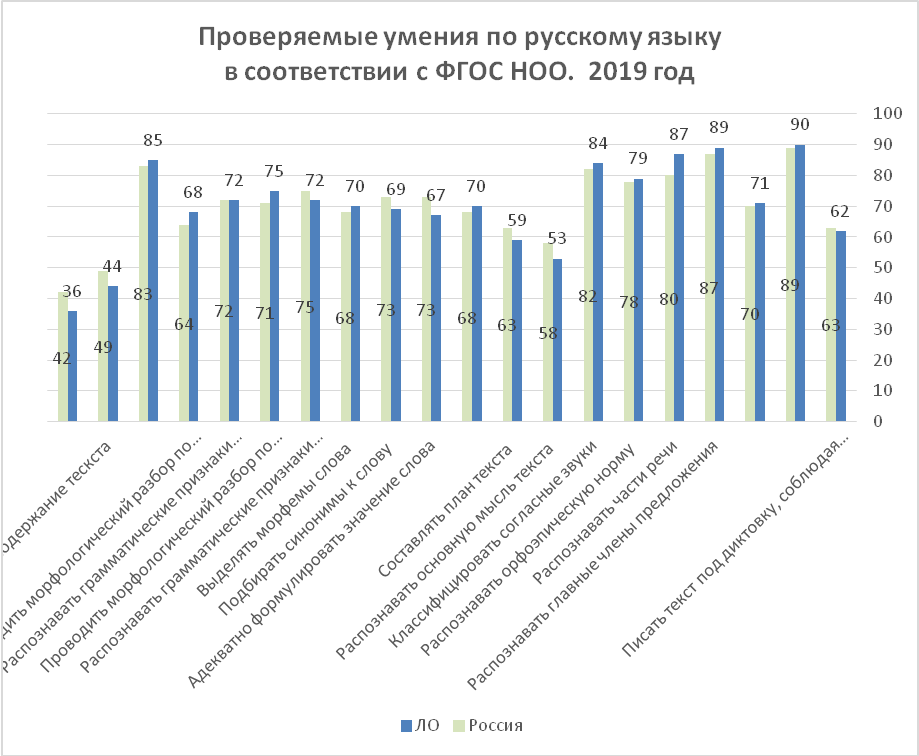 Проверяемые умения по русскому языку
в соответствии с ФГОС НОО. 2019 год
100
90
80
70
60
50
40
30
20
10
0
36 44 85 68 72 75 72 70 69 67 70 59 53 84 79 87 89 71 90 62
42 49 83 64 72 71 75 68 73 73 68 63 58 82 78 80 87 70 89 63
одержание текскта
дить морфологический разбор по…
Распознавать грамматические признаки…
Проводить морфологический разбор по…
Распознавать грамматические признаки…
Выделять морфемы слова
Подбирать синонимы к слову
Адекватно формулировать значение слова
Составлять план текста
Распознавать основную мысль текста
Классифицировать согласные звуки
Распознавать орфоэпическую норму
Распознавать части речи
Распознавать главные члены предложения
Писать текст под диктовку, соблюдая…
ЛО Россия